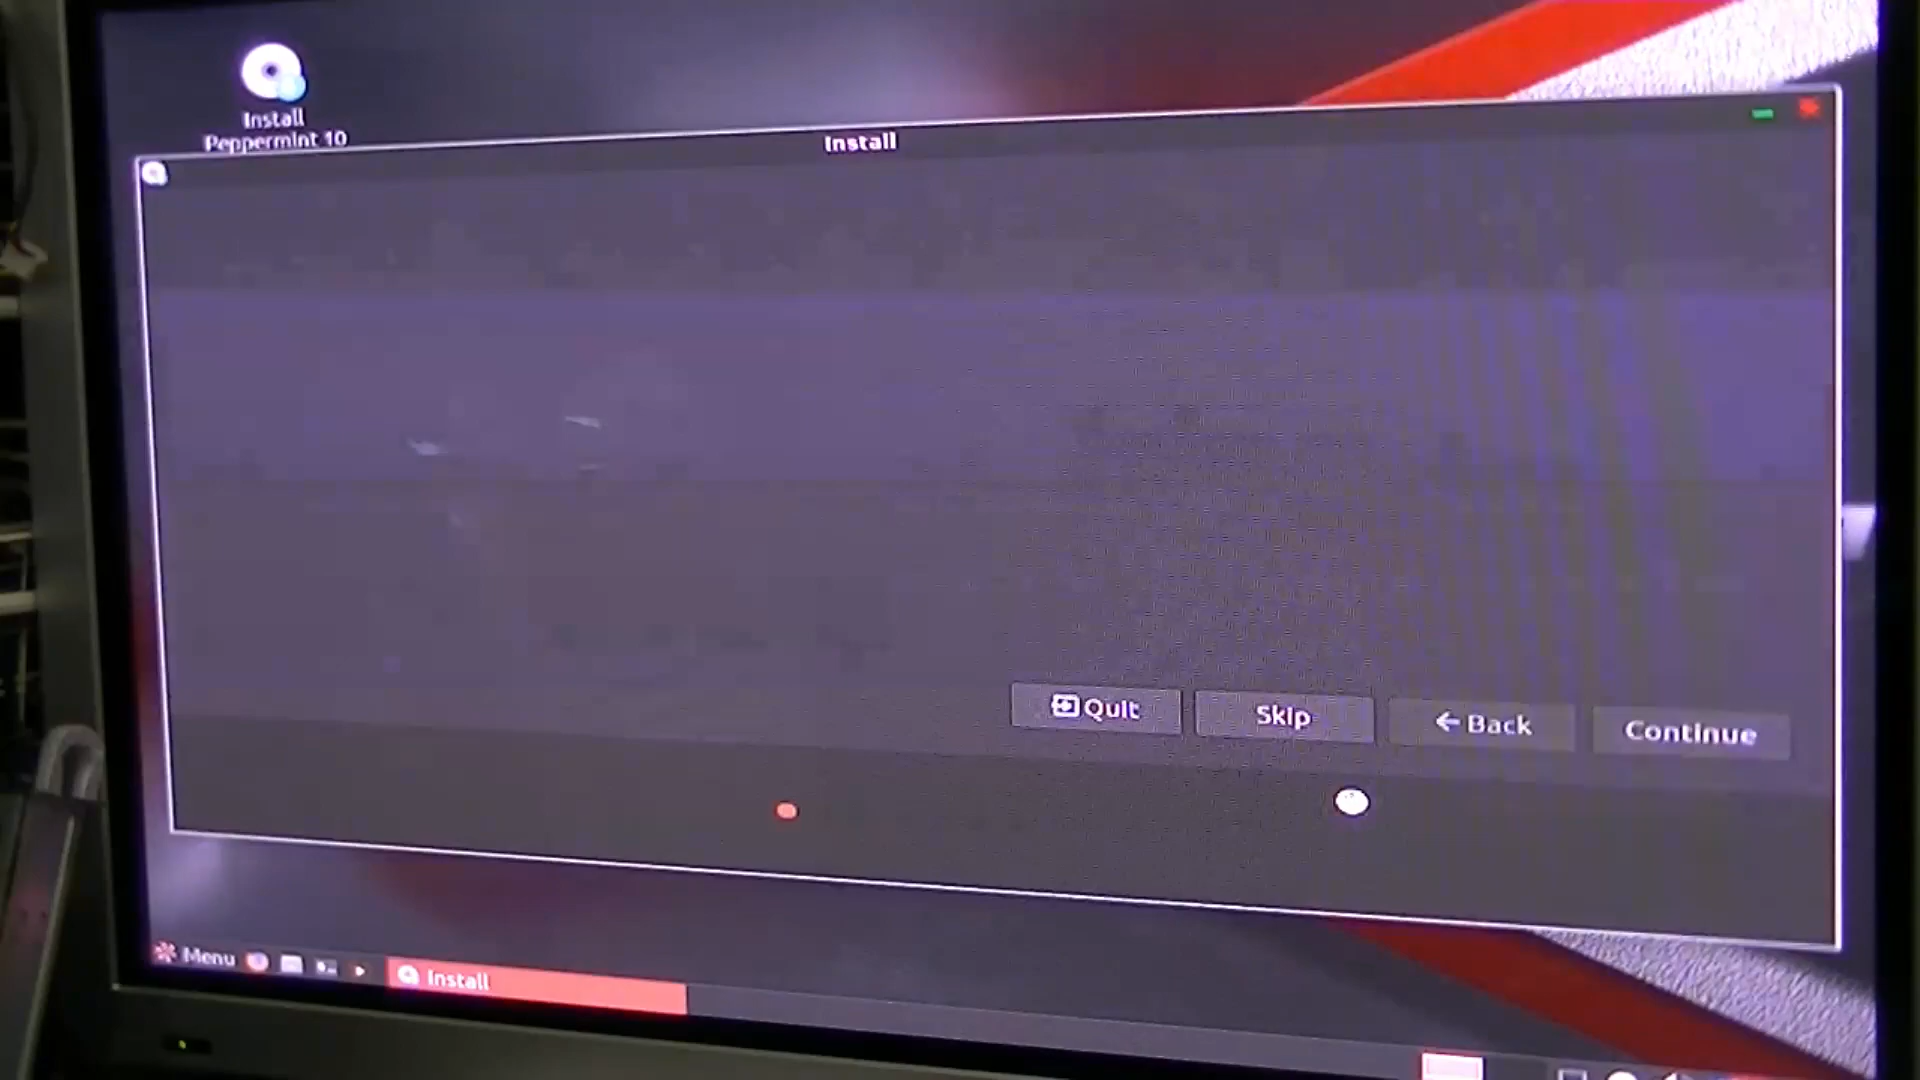 Install
Peppermint 10
Install
Quit
Skip
Back
Continue
Menu
Install